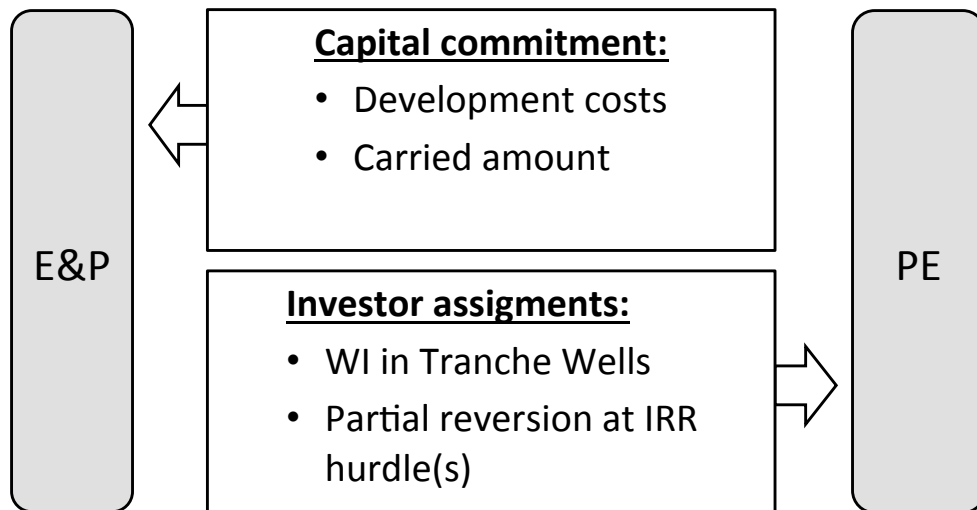 E&P
Capital commitment:
• Development costs
• Carried amount
Investor assigments:
• WI in Tranche Wells
• Partial reversion at IRR
hurdle(s)
PE